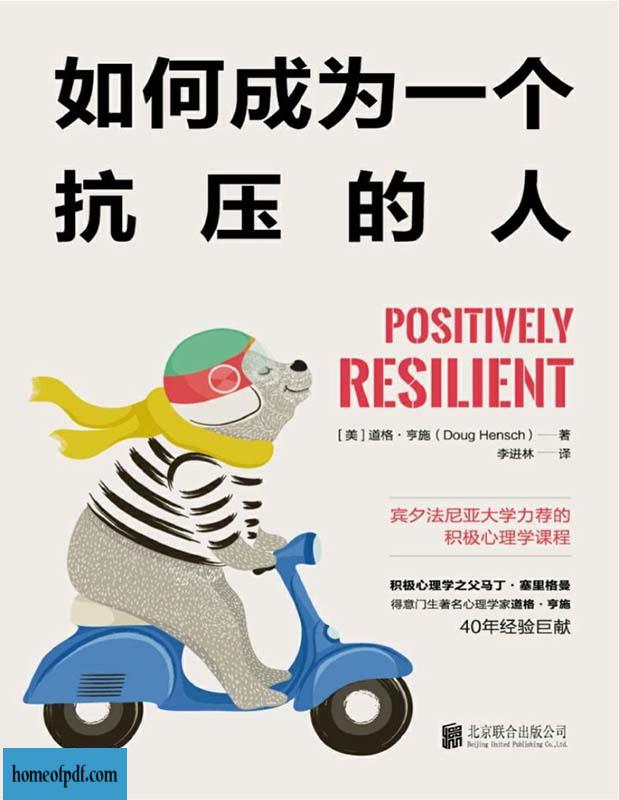 如何成为一个
抗压的人
POSITIVELY
RESILIENT
[美]道格·亨施（Doug Hensch）——著
李进林——译
宾夕法尼亚大学力荐的
积极心理学课程
积极心理学之父马丁·塞里格曼
得意门生著名心理学家道格·亨施
40年经验巨献
北京联合出版公司
Beijing United Publishing Co.,Ltd.
homeofpdf.com